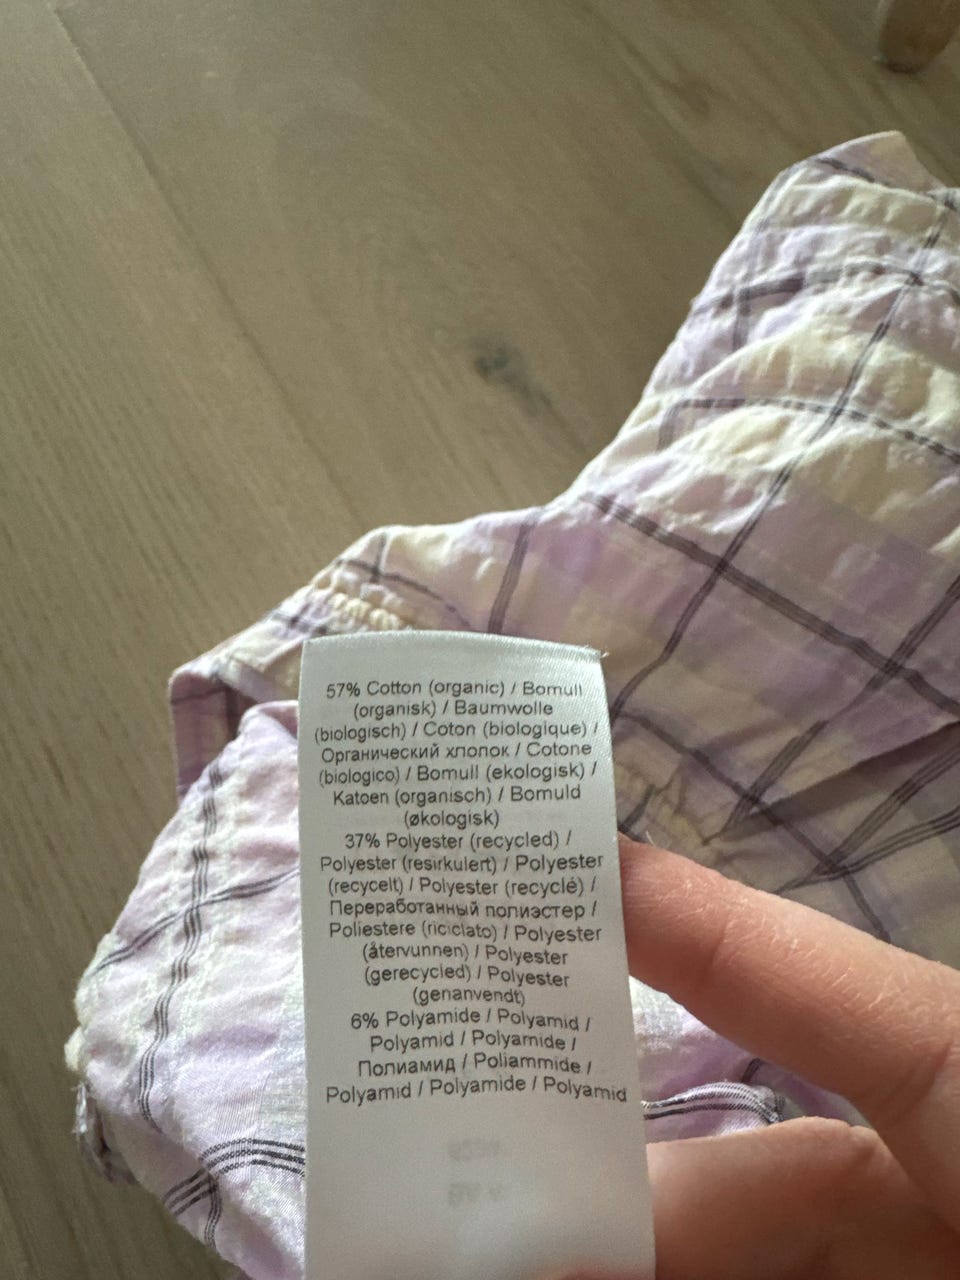 57% Cotton (organic) / Bomull
(organisk) / Baumwolle
(biologisch) / Coton (biologique) /
Органический хлопок / Cotone
(biologico) / Bomull (ekologisk) /
Katoen (organisch) / Bomuld
(økologisk)
37% Polyester (recycled) /
Polyester (resirkulert) / Polyester
(recycelt) / Polyester (recyclé) /
Переработанный полиэстер /
Poliestere (riciclato) / Polyester
(återvunnen) / Polyester
(gerecycled) / Polyester
(genanvendt)
6% Polyamide / Polyamid /
Polyamid / Polyamide /
Полиамид / Poliammide /
Polyamid / Polyamide / Polyamid